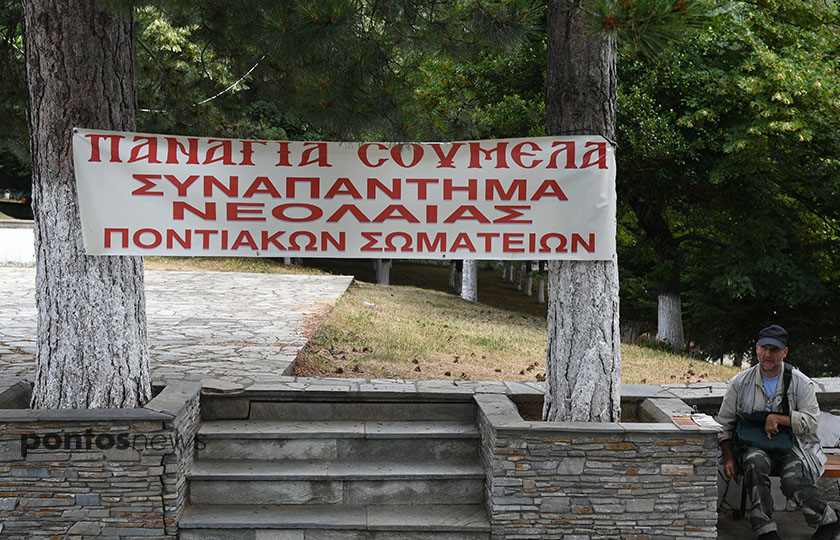 ΠΑΝΑΓΙΑ ΣΟΥΜΕΛΑ
ΣΥΝΑΠΑΝΤΗΜΑ
ΝΕΟΛΑΙΑΣ
ΠΟΝΤΙΑΚΩΝ ΣΩΜΑΤΕΙΩΝ
pontosnews